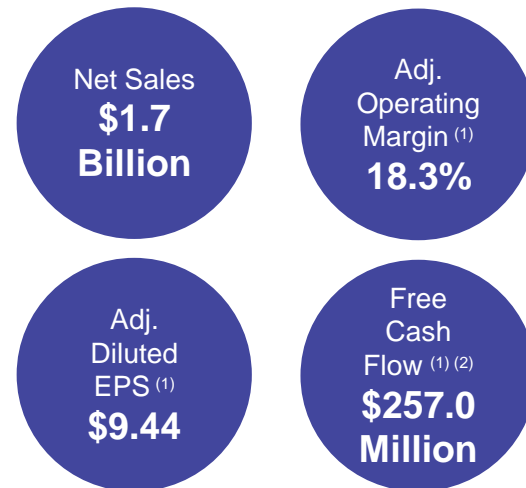 Net Sales
$1.7
Billion
Adj.
Operating
Margin (1)
18.3%
Adj.
Diluted
EPS (1)
$9.44
Free
Cash
Flow (1) (2)
$257.0
Million